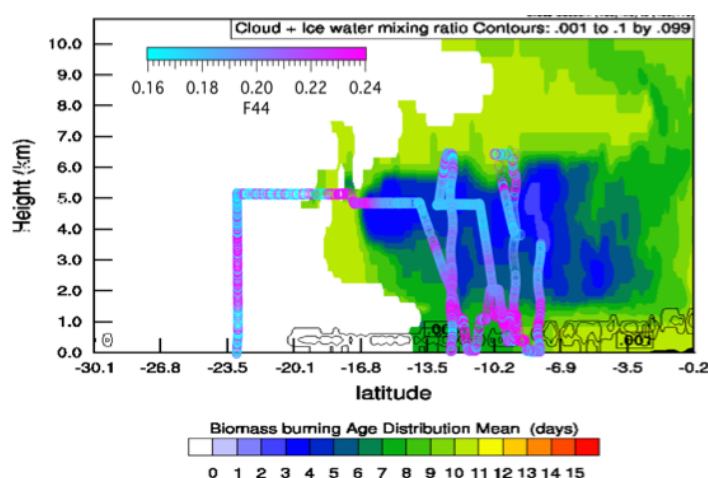 Cloud + Ice water mixing ratio Contours: .001 to .1 by .099
10.0
9.0
8.0
7.0
6.0
5.0
4.0
3.0
2.0
1.0
0.0
Height (km)
0.16 0.18 0.20 0.22 0.24
F44
-30.1 -26.8 -23.5 -20.1 -16.8 -13.5 -10.2 -6.9 -3.5 -0.2
latitude
Biomass burning Age Distribution Mean (days)
0 1 2 3 4 5 6 7 8 9 10 11 12 13 14 15